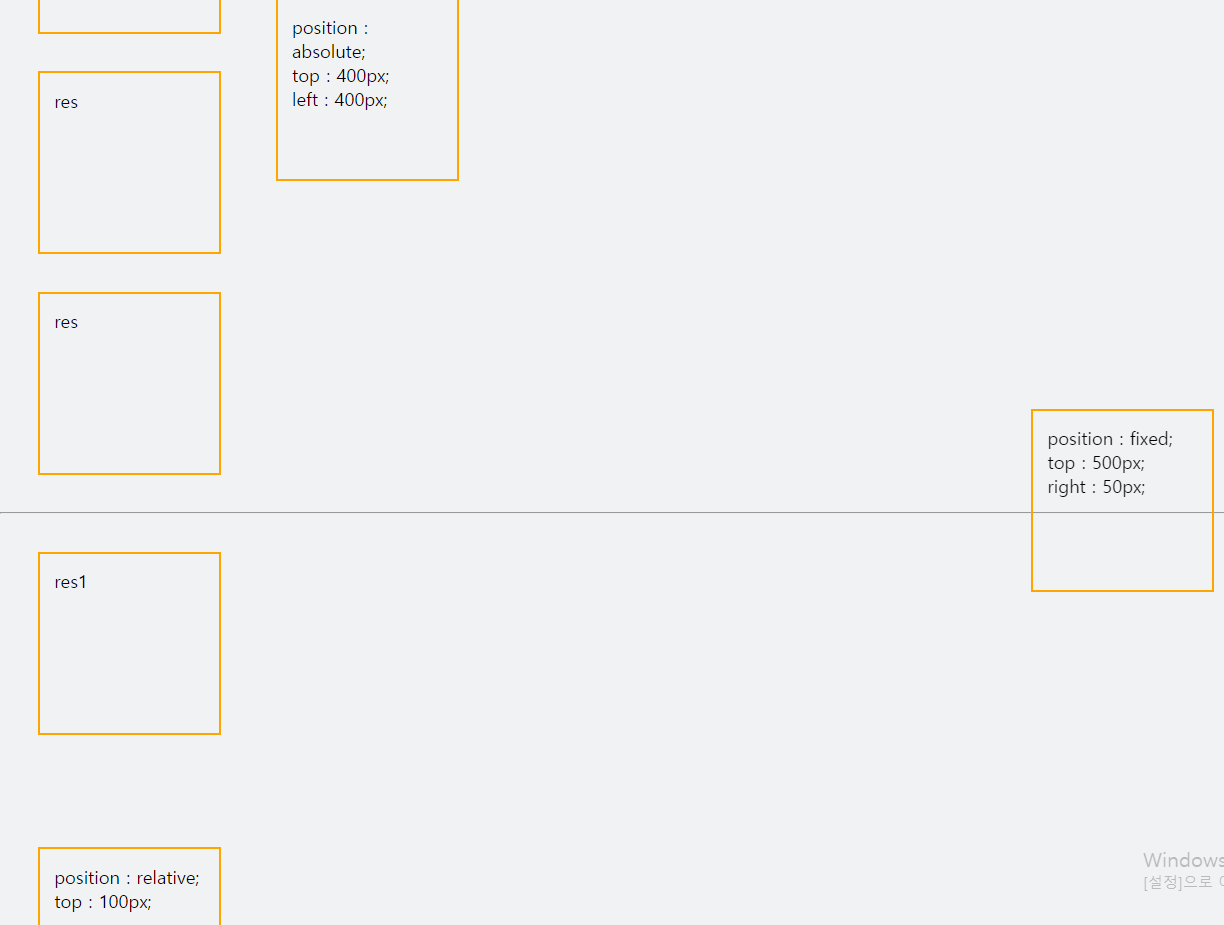 position :
absolute;
top : 400px;
left : 400px;
res
res
position : fixed;
top : 500px;
right : 50px;
res1
position : relative;
top : 100px;
Windows
[설정]으로